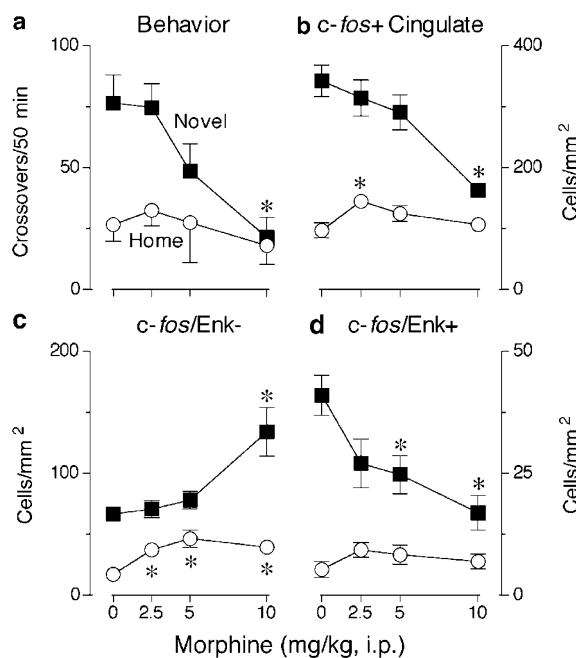 a Behavior
b c-fos+ Cingulate
100
50
0
Crossovers/50 min
Novel
Home
*
400
200
0
Cells/mm²
*
*
c c-fos/Enk-
d c-fos/Enk+
200
100
0
Cells/mm²
*
*
*
*
50
25
0
Cells/mm²
*
*
0 2.5 5 10
0 2.5 5 10
Morphine (mg/kg, i.p.)